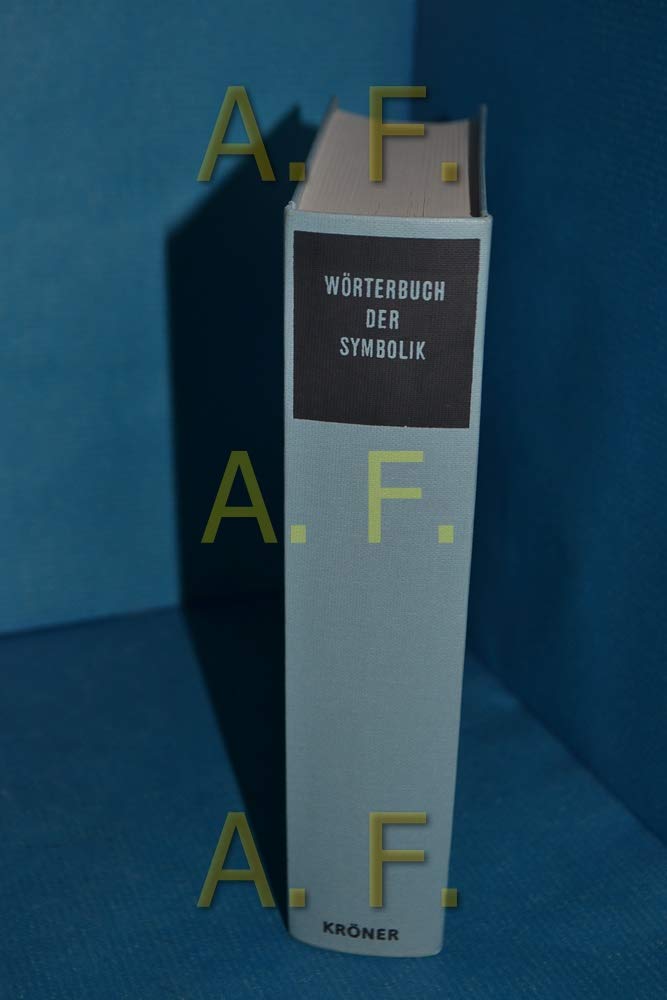 A. F.
WÖRTERBUCH
DER
SYMBOLIK
A. F.
A. F.
KRÖNER